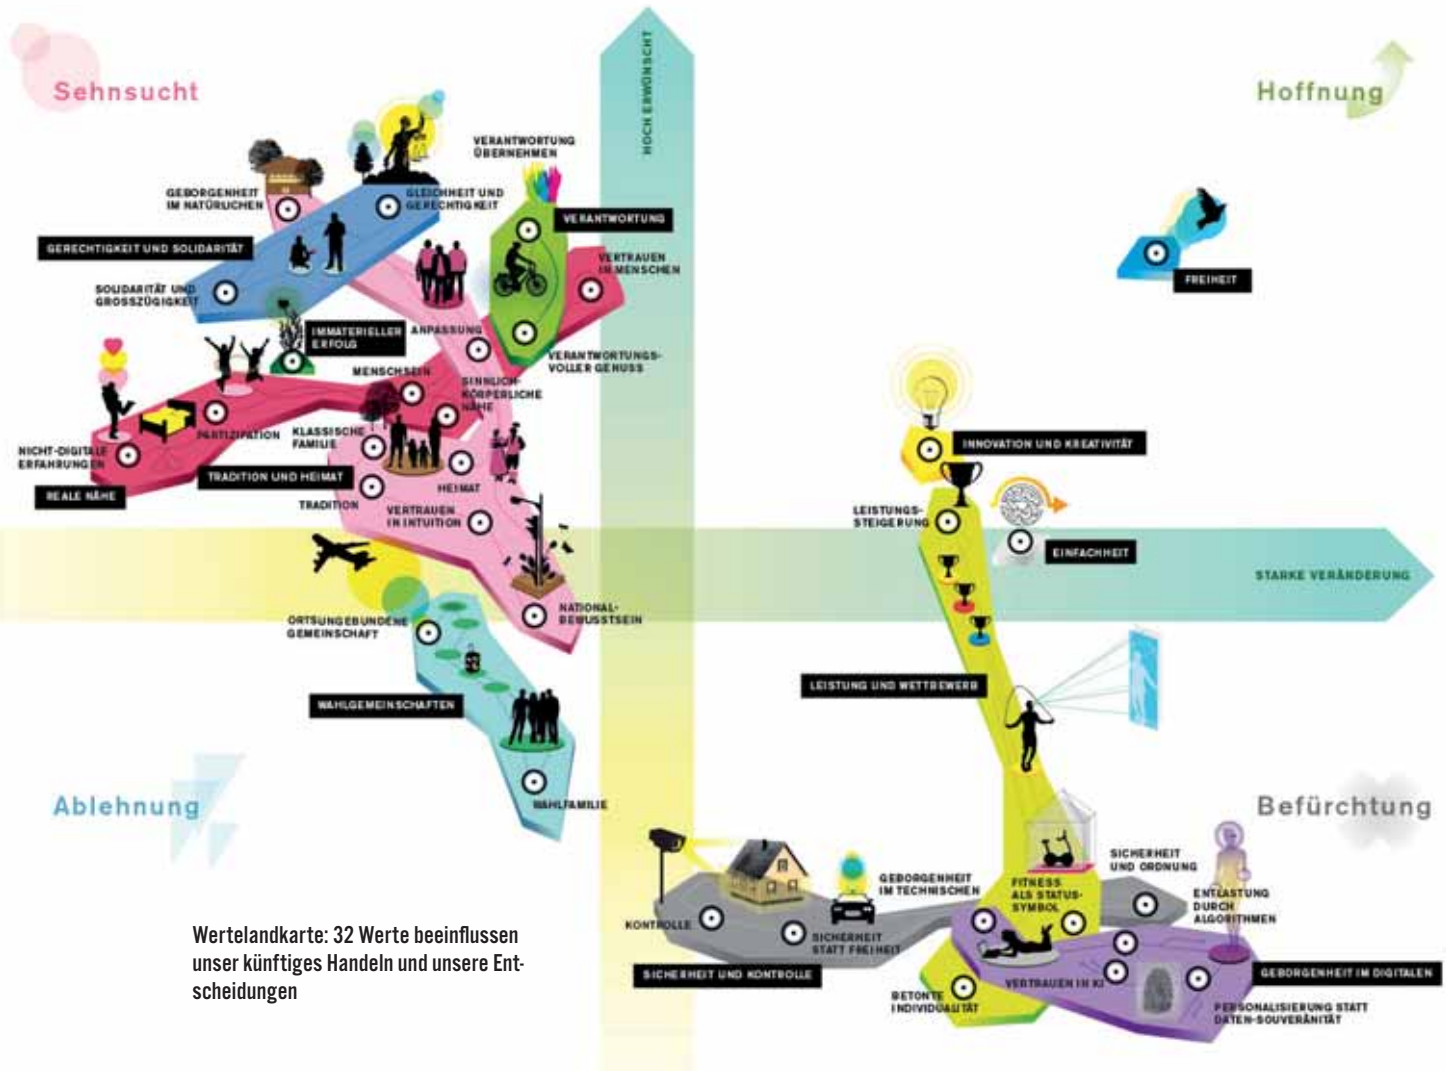 Sehnsucht
HOCH ERWÜNSCHT
Hoffnung
VERANTWORTUNG
ÜBERNEHMEN
GEBORGENHEIT
IM NATÜRLICHEN
GLEICHHEIT UND
GERECHTIGKEIT
VERANTWORTUNG
GERECHTIGKEIT UND SOLIDARITÄT
VERTRAUEN
IN MENSCHEN
FREIHEIT
SOLIDARITÄT UND
GROSSZÜGIGKEIT
IMMATERIELLER
ERFOLG
ANPASSUNG
VERANTWORTUNGS-
VOLLER GENUSS
MENSCHSEIN
SINNLICH-
KÖRPERLICHE
NÄHE
PARTIZIPATION
KLASSISCHE
FAMILIE
INNOVATION UND KREATIVITÄT
NICHT-DIGITALE
ERFAHRUNGEN
TRADITION UND HEIMAT
HEIMAT
REALE NÄHE
TRADITION
VERTRAUEN
IN INTUITION
LEISTUNGS-
STEIGERUNG
EINFACHHEIT
STARKE VERÄNDERUNG
NATIONAL-
BEWUSSTSEIN
ORTSUNGEBUNDENE
GEMEINSCHAFT
LEISTUNG UND WETTBEWERB
WAHLGEMEINSCHAFTEN
Ablehnung
WAHLFAMILIE
Befürchtung
SICHERHEIT
UND ORDNUNG
GEBORGENHEIT
IM TECHNISCHEN
FITNESS
ALS STATUS-
SYMBOL
ENTLASTUNG
DURCH
ALGORITHMEN
KONTROLLE
SICHERHEIT
STATT FREIHEIT
SICHERHEIT UND KONTROLLE
GEBORGENHEIT IM DIGITALEN
VERTRAUEN IN KI
BETONTE
INDIVIDUALITÄT
PERSONALISIERUNG STATT
DATEN-SOUVERÄNITÄT
Wertelandkarte: 32 Werte beeinflussen
unser künftiges Handeln und unsere Ent-
scheidungen